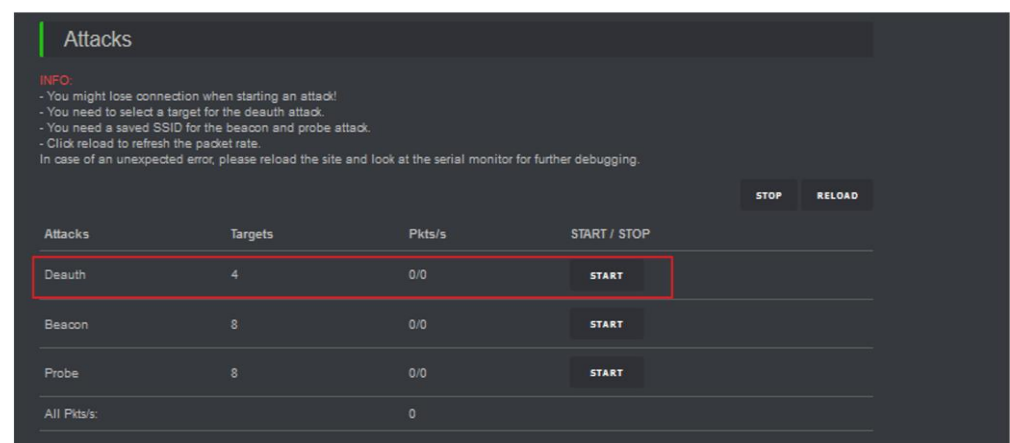 Attacks
INFO:
- You might lose connection when starting an attack!
- You need to select a target for the deauth attack.
- You need a saved SSID for the beacon and probe attack.
- Click reload to refresh the packet rate.
In case of an unexpected error, please reload the site and look at the serial monitor for further debugging.
STOP RELOAD
Attacks Targets Pkts/s START / STOP
Deauth 4 0/0 START
Beacon 8 0/0 START
Probe 8 0/0 START
All Pkts/s: 0